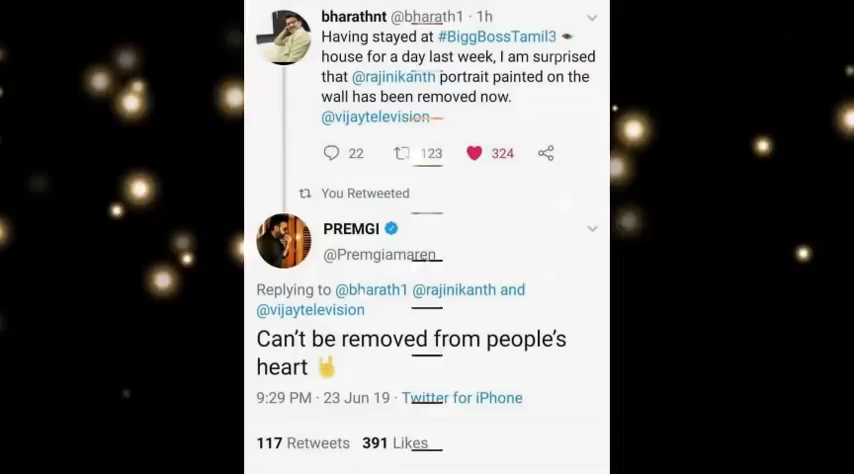 bharathnt @bharath1 · 1h
Having stayed at #BiggBossTamil3
house for a day last week, I am surprised
that @rajinikanth portrait painted on the
wall has been removed now.
@vijaytelevision
22 123 324
You Retweeted
PREMGI
@Premgiamaren
Replying to @bharath1 @rajinikanth and
@vijaytelevision
Can't be removed from people's
heart 🤘
9:29 PM · 23 Jun 19 · Twitter for iPhone
117 Retweets 391 Likes